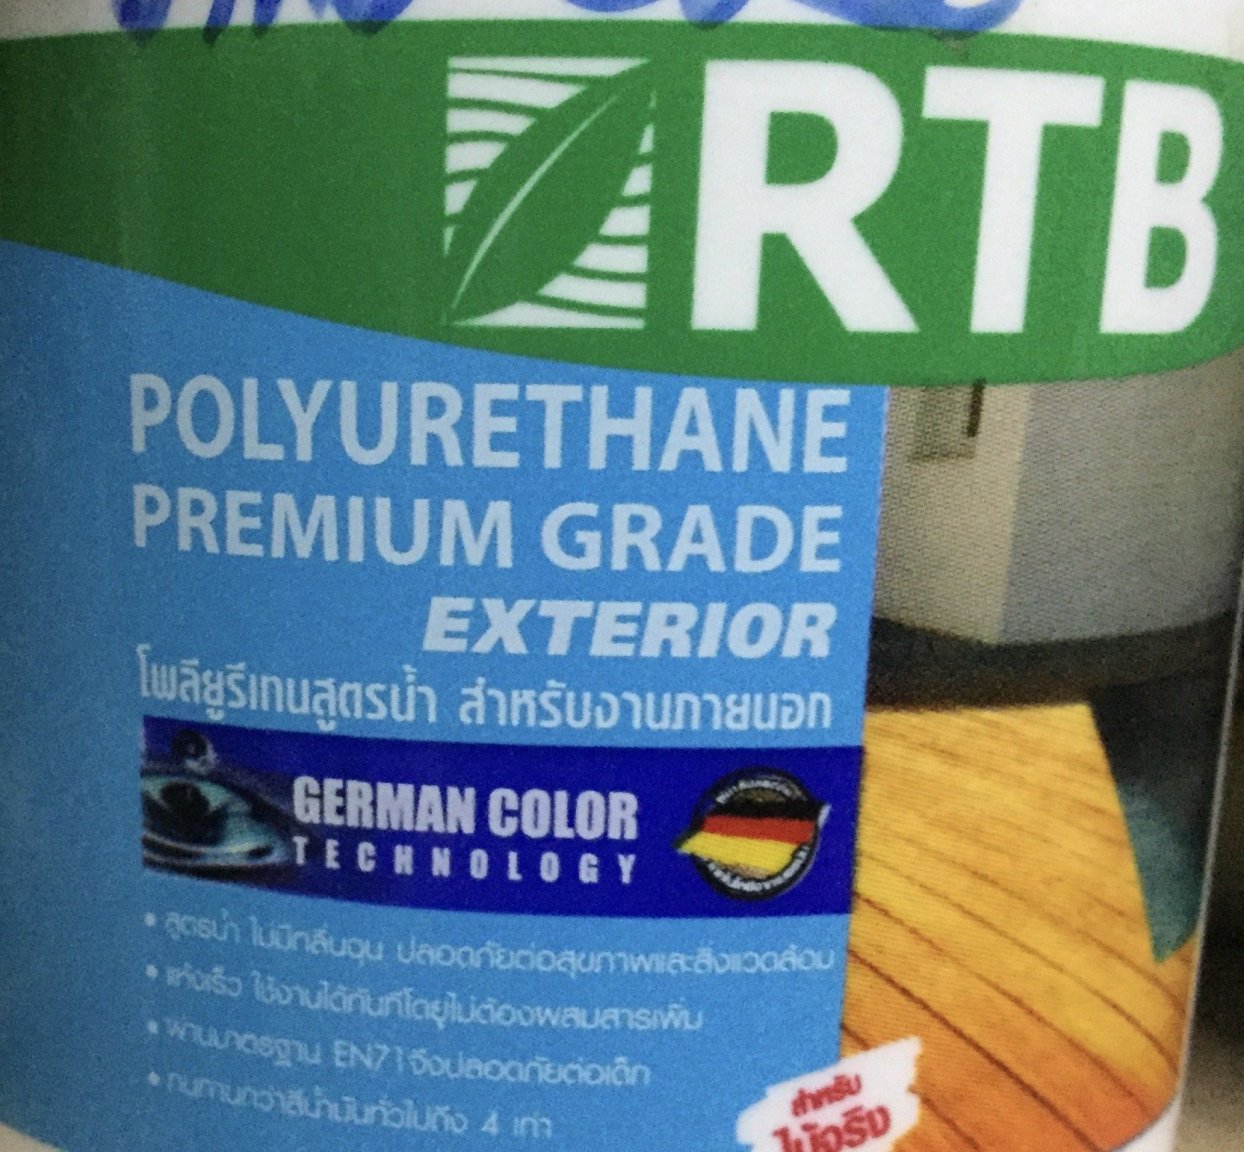 RTB
POLYURETHANE
PREMIUM GRADE
EXTERIOR
โพลียูรีเทนสูตรน้ำ สำหรับงานภายนอก
GERMAN COLOR
TECHNOLOGY
• สูตรน้ำ ไม่มีกลิ่นฉุน ปลอดภัยต่อสุขภาพและสิ่งแวดล้อม
• แห้งเร็ว ใช้งานได้ทันทีโดยไม่ต้องผสมสารเพิ่ม
• ผ่านมาตรฐาน EN71 จึงปลอดภัยต่อเด็ก
• ทนทานกว่าสีน้ำมันทั่วไปถึง 4 เท่า
สำหรับ
ไม้จริง